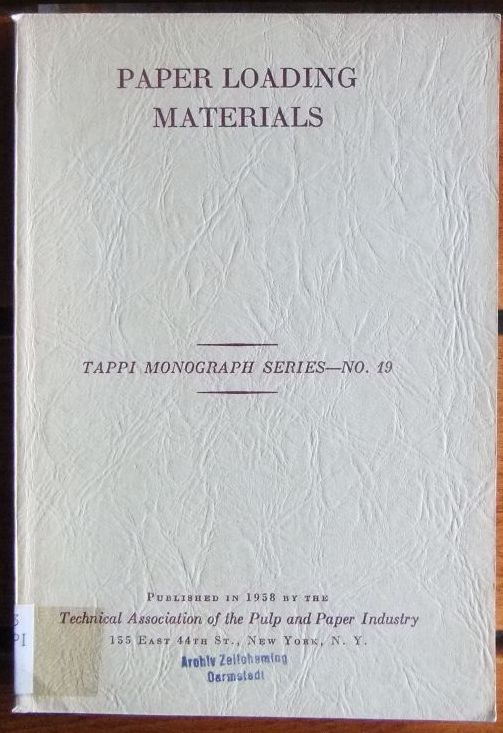 PAPER LOADING
MATERIALS
TAPPI MONOGRAPH SERIES—NO. 19
PUBLISHED IN 1958 BY THE
Technical Association of the Pulp and Paper Industry
155 EAST 44TH ST., NEW YORK, N. Y.
Archiv
Darmstadt